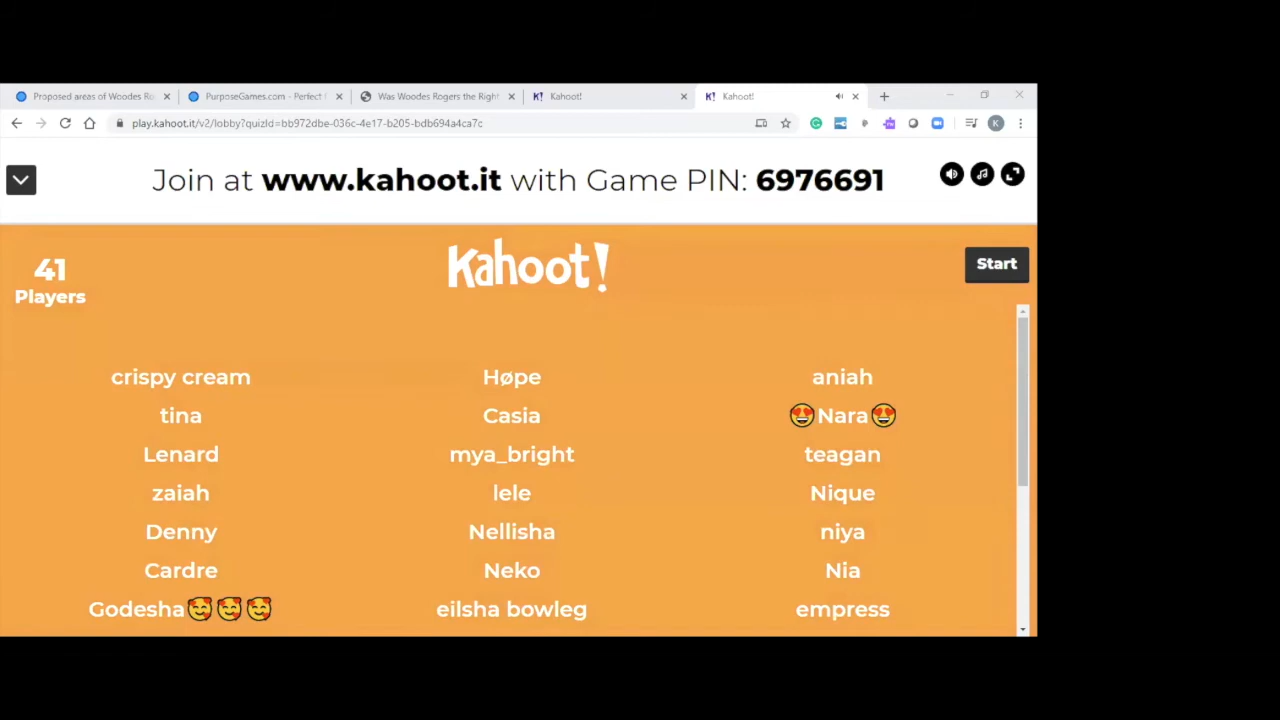 Proposed areas of Woodes Ro
PurposeGames.com - Perfect f
Was Woodes Rogers the Right
Kahoot!
Kahoot!
play.kahoot.it/v2/lobby?quizId=bb972dbe-036c-4e17-b205-bdb694a4ca7c
K
Join at www.kahoot.it with Game PIN: 6976691
41
Players
Kahoot!
Start
crispy cream Høpe aniah
tina Casia 😍Nara😍
Lenard mya_bright teagan
zaiah lele Nique
Denny Nellisha niya
Cardre Neko Nia
Godesha🥰🥰🥰 eilsha bowleg empress